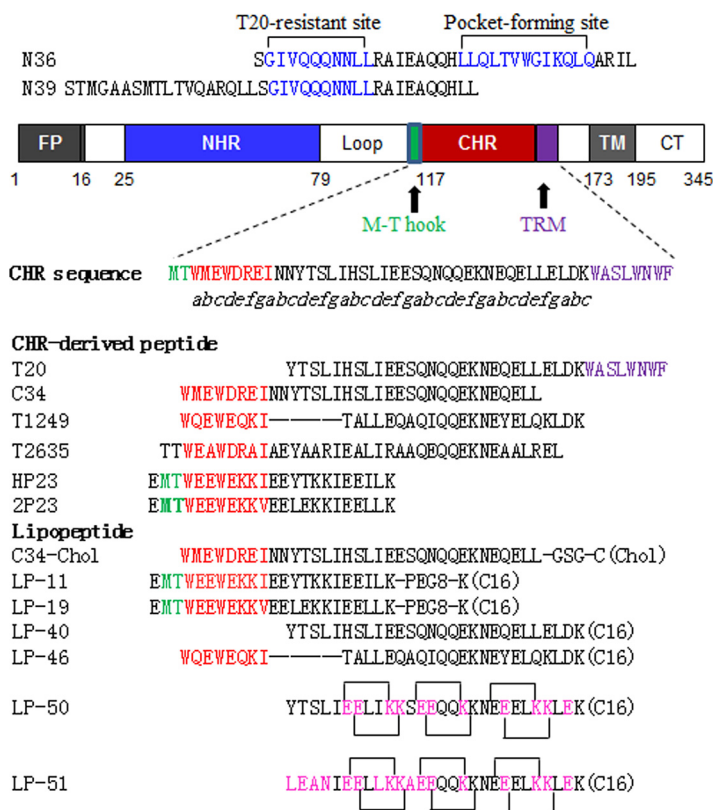 T20-resistant site Pocket-forming site
N36 SGIVQQQNNLLRAIEAQQHLLQLTVWGIKQLQARIL
N39 STMGAASMTLTVQARQLLSGIVQQQNNLLRAIEAQQHLL
FP NHR Loop CHR TM CT
1 16 25 79 117 173 195 345
M-T hook TRM
CHR sequence MTWMEWDREINNYTSLIHSLIEESQNQQEKNEQELLELDKWASLWNWF
abcdefgabcdefgabcdefgabcdefgabcdefgabc
CHR-derived peptide
T20 YTSLIHSLIEESQNQQEKNEQELLELDKWASLWNWF
C34 WMEWDREINNYTSLIHSLIEESQNQQEKNEQELL
T1249 WQEWEQKI———TALLEQAQIQQEKNEYELQKLDK
T2635 TTWEAWDRAIAEYAARIEALIRAAQEQQEKNEAALREL
HP23 EMTWEEWEKKIEEYTKKIEEILK
2P23 EMTWEEWEKKVEELEKKIEELLK
Lipopeptide
C34-Chol WMEWDREINNYTSLIHSLIEESQNQQEKNEQELL-GSG-C(Chol)
LP-11 EMTWEEWEKKIEEYTKKIEEILK-PEG8-K(C16)
LP-19 EMTWEEWEKKVEELEKKIEELLK-PEG8-K(C16)
LP-40 YTSLIHSLIEESQNQQEKNEQELLELDK(C16)
LP-46 WQEWEQKI———TALLEQAQIQQEKNEYELQKLDK(C16)
LP-50 YTSLIEELIKKSEEQQKKNEEELKKLEK(C16)
LP-51 LEANIEELLKKAEEQQKKNEEELKKLEK(C16)